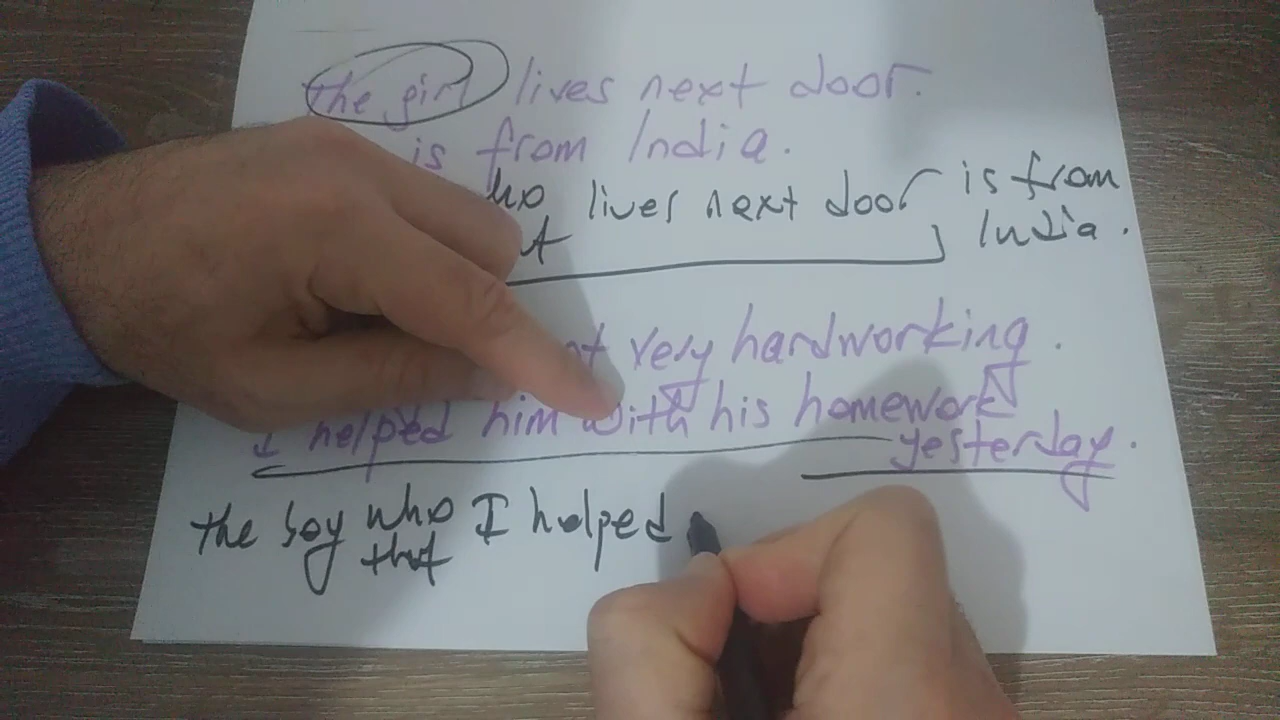 the girl lives next door.
is from India.
lives next door is from
India.
very hardworking.
I helped him with his homework
yesterday.
the boy who I helped
that